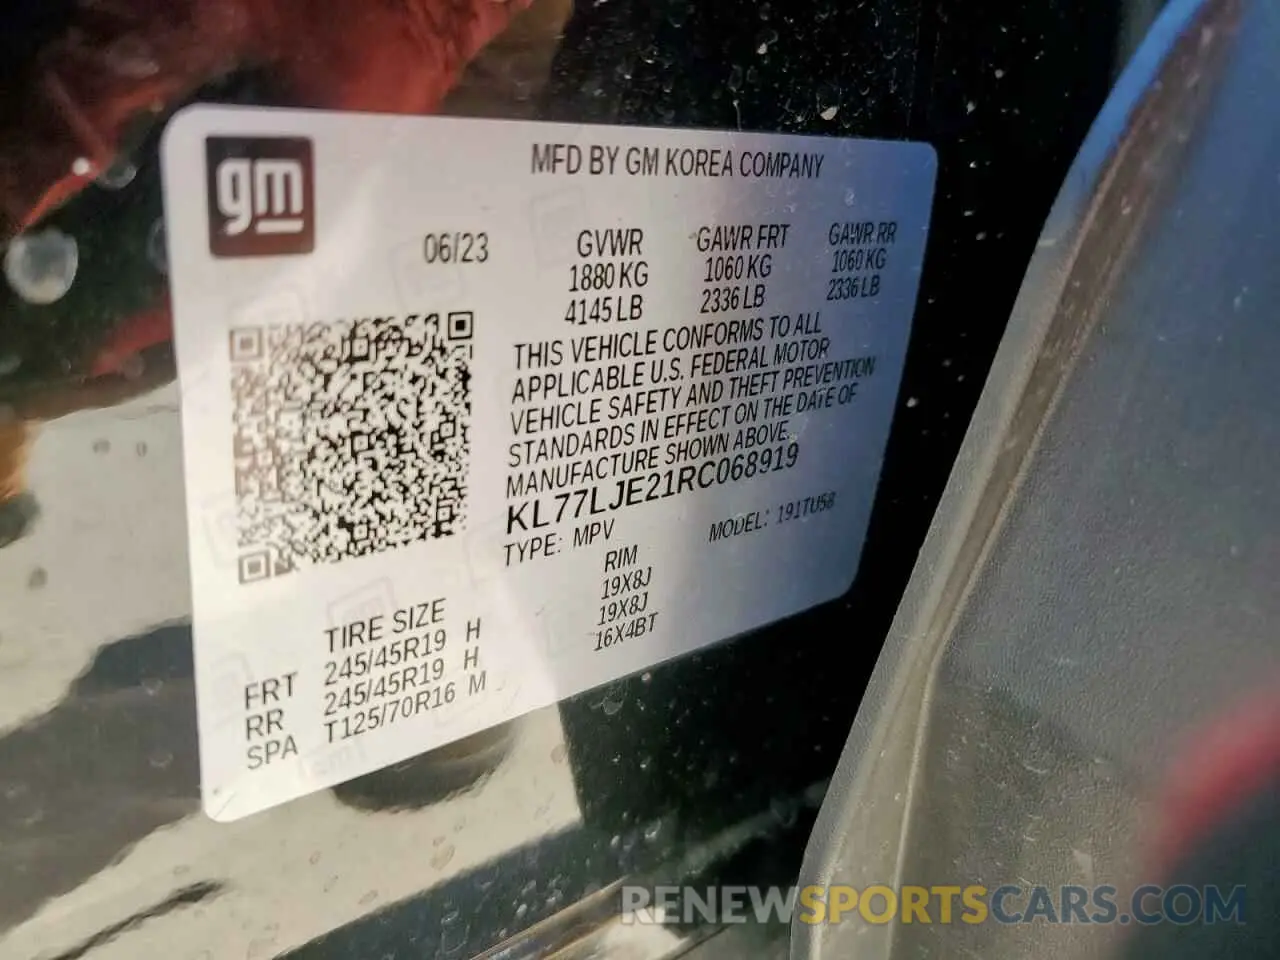 gm
MFD BY GM KOREA COMPANY
06/23 GVWR GAWR FRT GAWR RR
1880 KG 1060 KG 1060 KG
4145 LB 2336 LB 2336 LB
THIS VEHICLE CONFORMS TO ALL
APPLICABLE U.S. FEDERAL MOTOR
VEHICLE SAFETY AND THEFT PREVENTION
STANDARDS IN EFFECT ON THE DATE OF
MANUFACTURE SHOWN ABOVE.
KL77LJE21RC068919
TYPE: MPV MODEL: 191TU58
TIRE SIZE RIM
FRT 245/45R19 H 19X8J
RR 245/45R19 H 19X8J
SPA T125/70R16 M 16X4BT
RENEWSPORTSCARS.COM